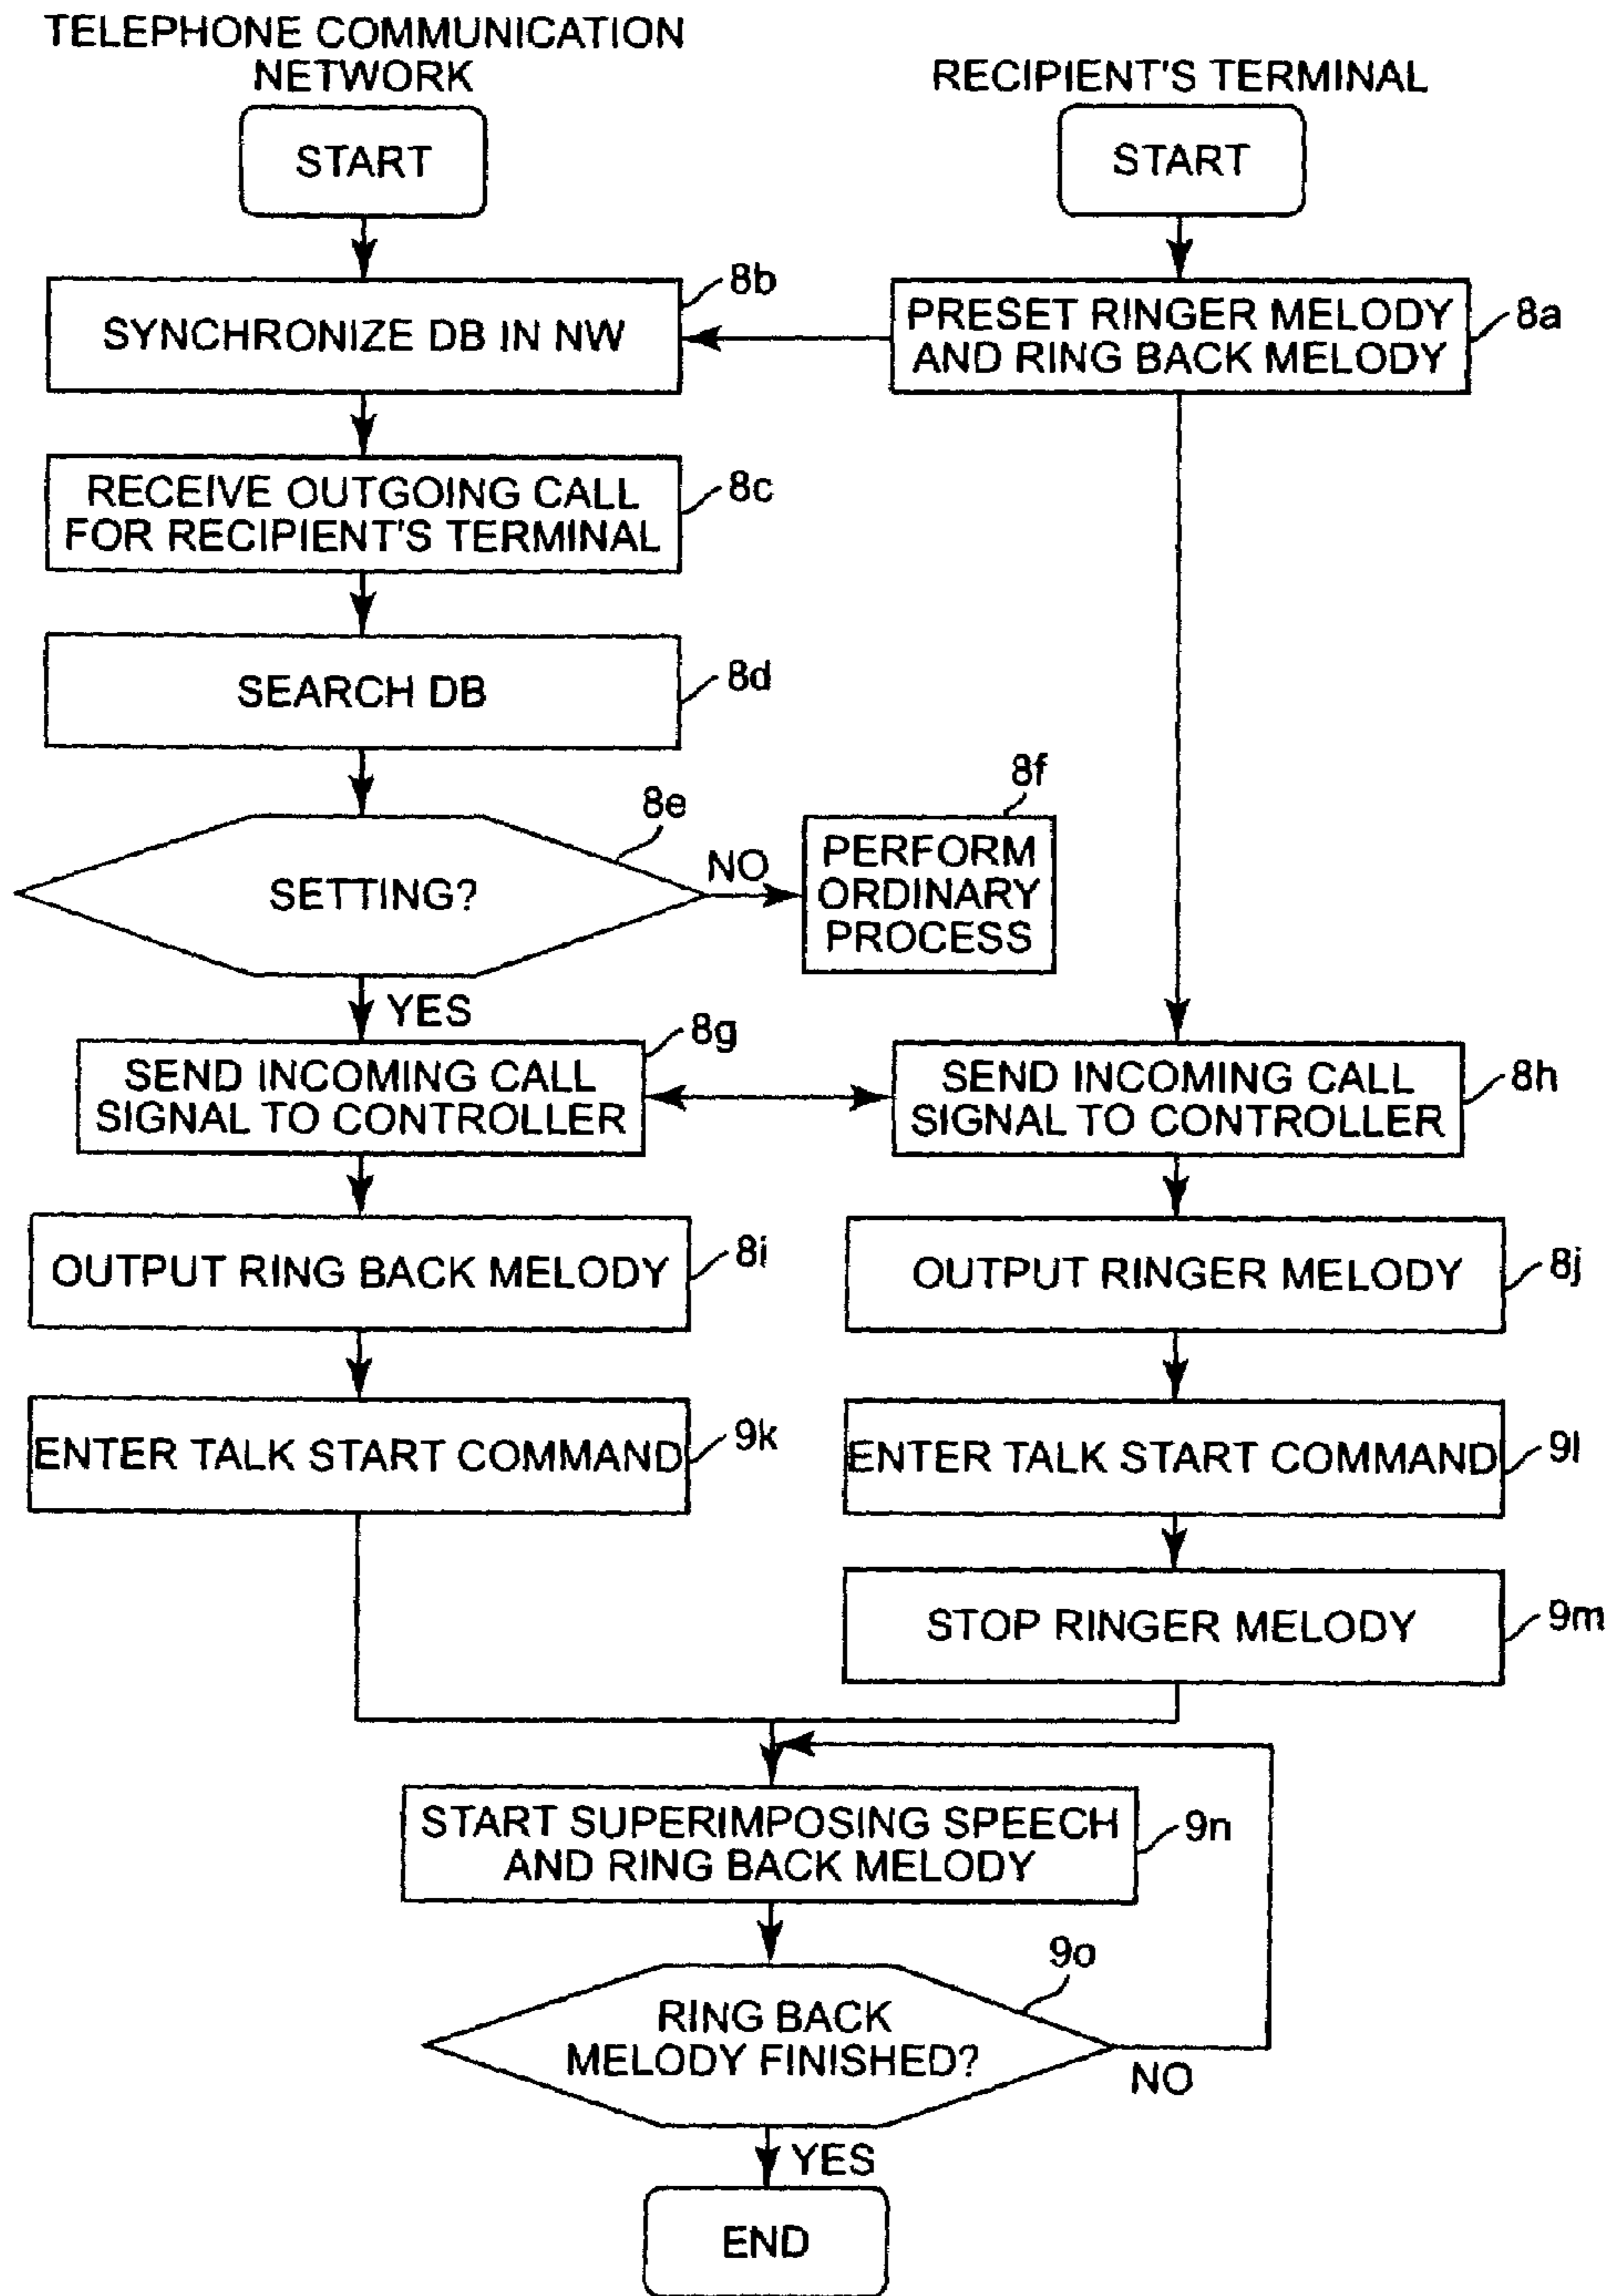 TELEPHONE COMMUNICATION
NETWORK
RECIPIENT'S TERMINAL
START
START
8b
SYNCHRONIZE DB IN NW
PRESET RINGER MELODY
AND RING BACK MELODY
8a
RECEIVE OUTGOING CALL
FOR RECIPIENT'S TERMINAL
8c
SEARCH DB
8d
8e
SETTING?
NO
8f
PERFORM
ORDINARY
PROCESS
YES
8g
SEND INCOMING CALL
SIGNAL TO CONTROLLER
SEND INCOMING CALL
SIGNAL TO CONTROLLER
8h
OUTPUT RING BACK MELODY
8i
OUTPUT RINGER MELODY
8j
ENTER TALK START COMMAND
9k
ENTER TALK START COMMAND
9l
STOP RINGER MELODY
9m
START SUPERIMPOSING SPEECH
AND RING BACK MELODY
9n
9o
RING BACK
MELODY FINISHED?
NO
YES
END